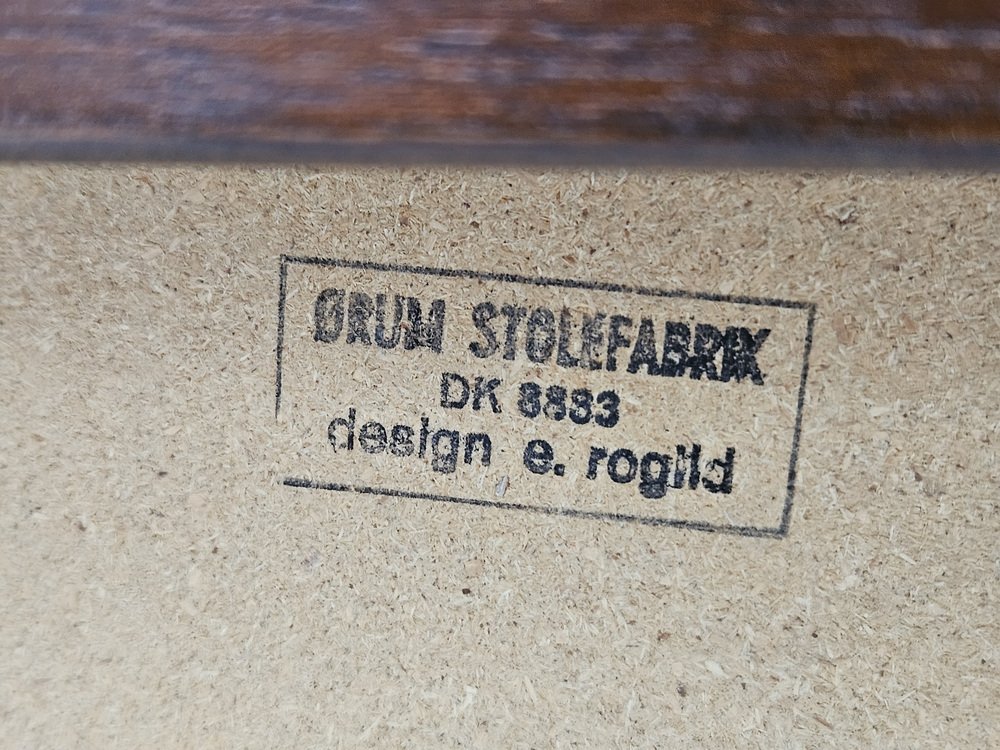 ØRUM STOLEFABRIK
DK 8883
design e. rogild